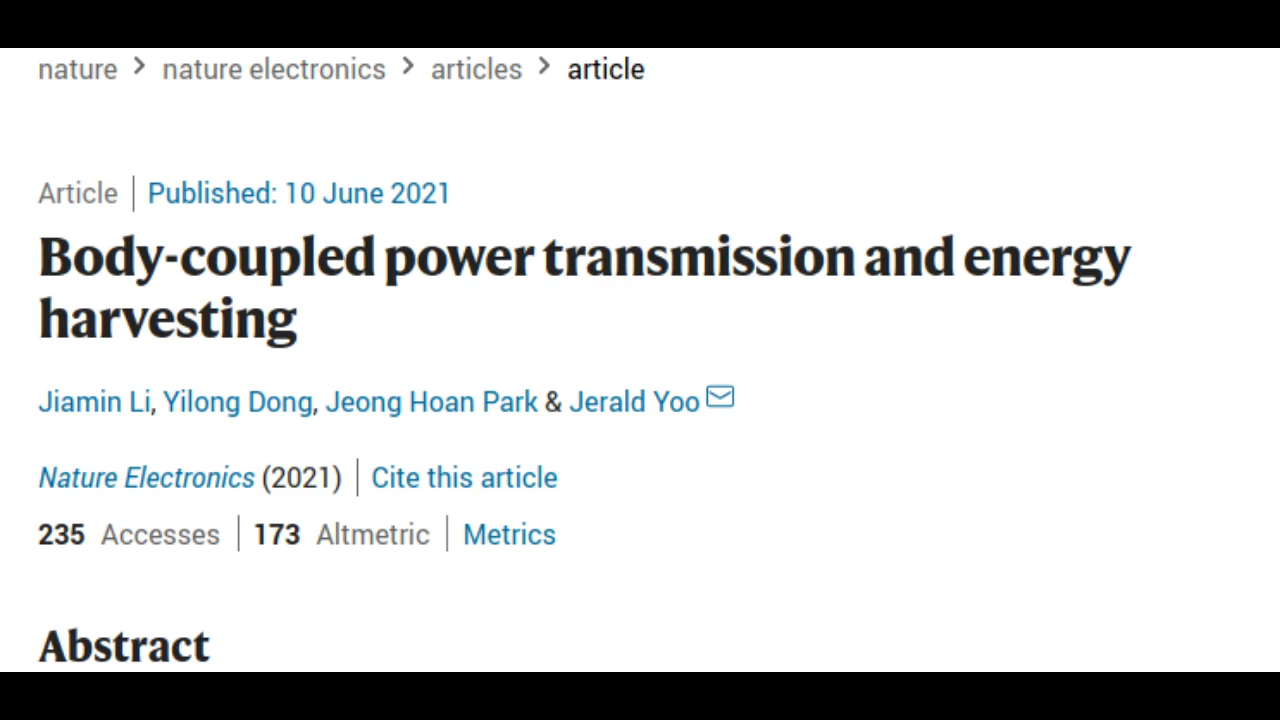 nature > nature electronics > articles > article
Article | Published: 10 June 2021
Body-coupled power transmission and energy
harvesting
Jiamin Li, Yilong Dong, Jeong Hoan Park & Jerald Yoo
Nature Electronics (2021) | Cite this article
235 Accesses | 173 Altmetric | Metrics
Abstract